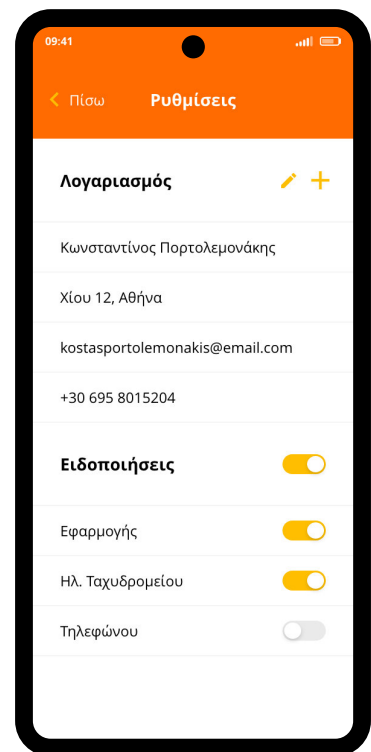 09:41
Πίσω
Ρυθμίσεις
Λογαριασμός
Κωνσταντίνος Πορτολεμονάκης
Χίου 12, Αθήνα
kostasportolemonakis@email.com
+30 695 8015204
Ειδοποιήσεις
Εφαρμογής
Ηλ. Ταχυδρομείου
Τηλεφώνου